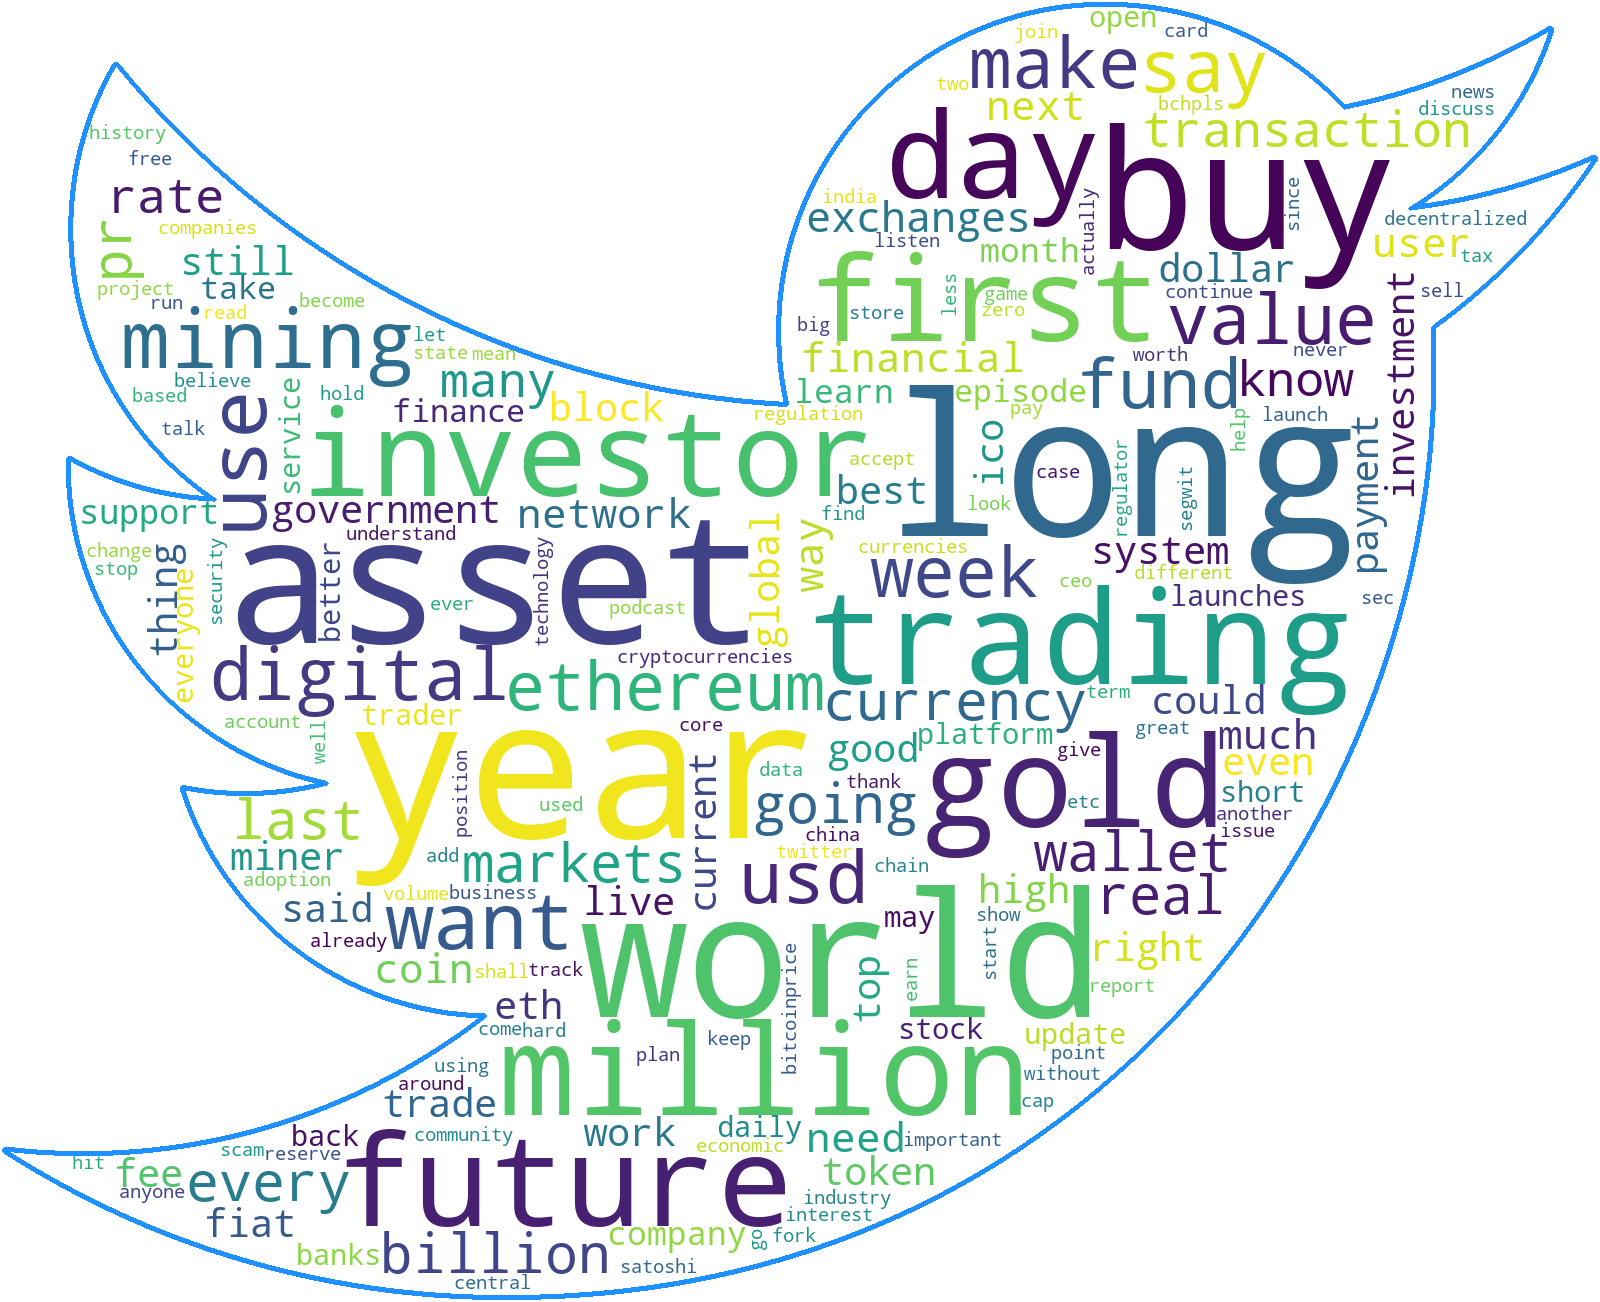 open
card
join
make
say
news
two
next
bchpls
discuss
history
day
buy
transaction
free
rate
india
actually
since
exchanges
decentralized
companies
pr
listen
month
user
still
first
dollar
tax
project
take
less
game
continue
sell
run
become
store
zero
value
investment
read
big
mining
let
financial
worth
never
state
mean
believe
many
learn
episode
fund
know
based
hold
use
service
finance
block
regulation
pay
launch
help
talk
investor
long
ico
payment
accept
case
regulator
segwit
best
look
support
government
network
find
global
way
understand
change
thing
security
asset
better
technology
currencies
week
system
stop
different
everyone
ever
podcast
ceo
launches
sec
trading
cryptocurrencies
digital
ethereum
currency
term
could
account
well
trader
year
core
good
platform
great
much
position
current
data
give
even
thank
gold
short
last
used
going
etc
another
china
issue
miner
add
markets
twitter
chain
wallet
adoption
volume
business
usd
high
real
said
want
live
may
show
start
already
world
right
coin
shall
track
bitcoinprice
top
earn
report
eth
come
hard
stock
update
keep
plan
million
point
using
without
around
trade
cap
back
community
work
daily
need
important
scam
reserve
economic
hit
fee
every
future
token
anyone
industry
interest
fiat
company
go
fork
banks
billion
satoshi
central